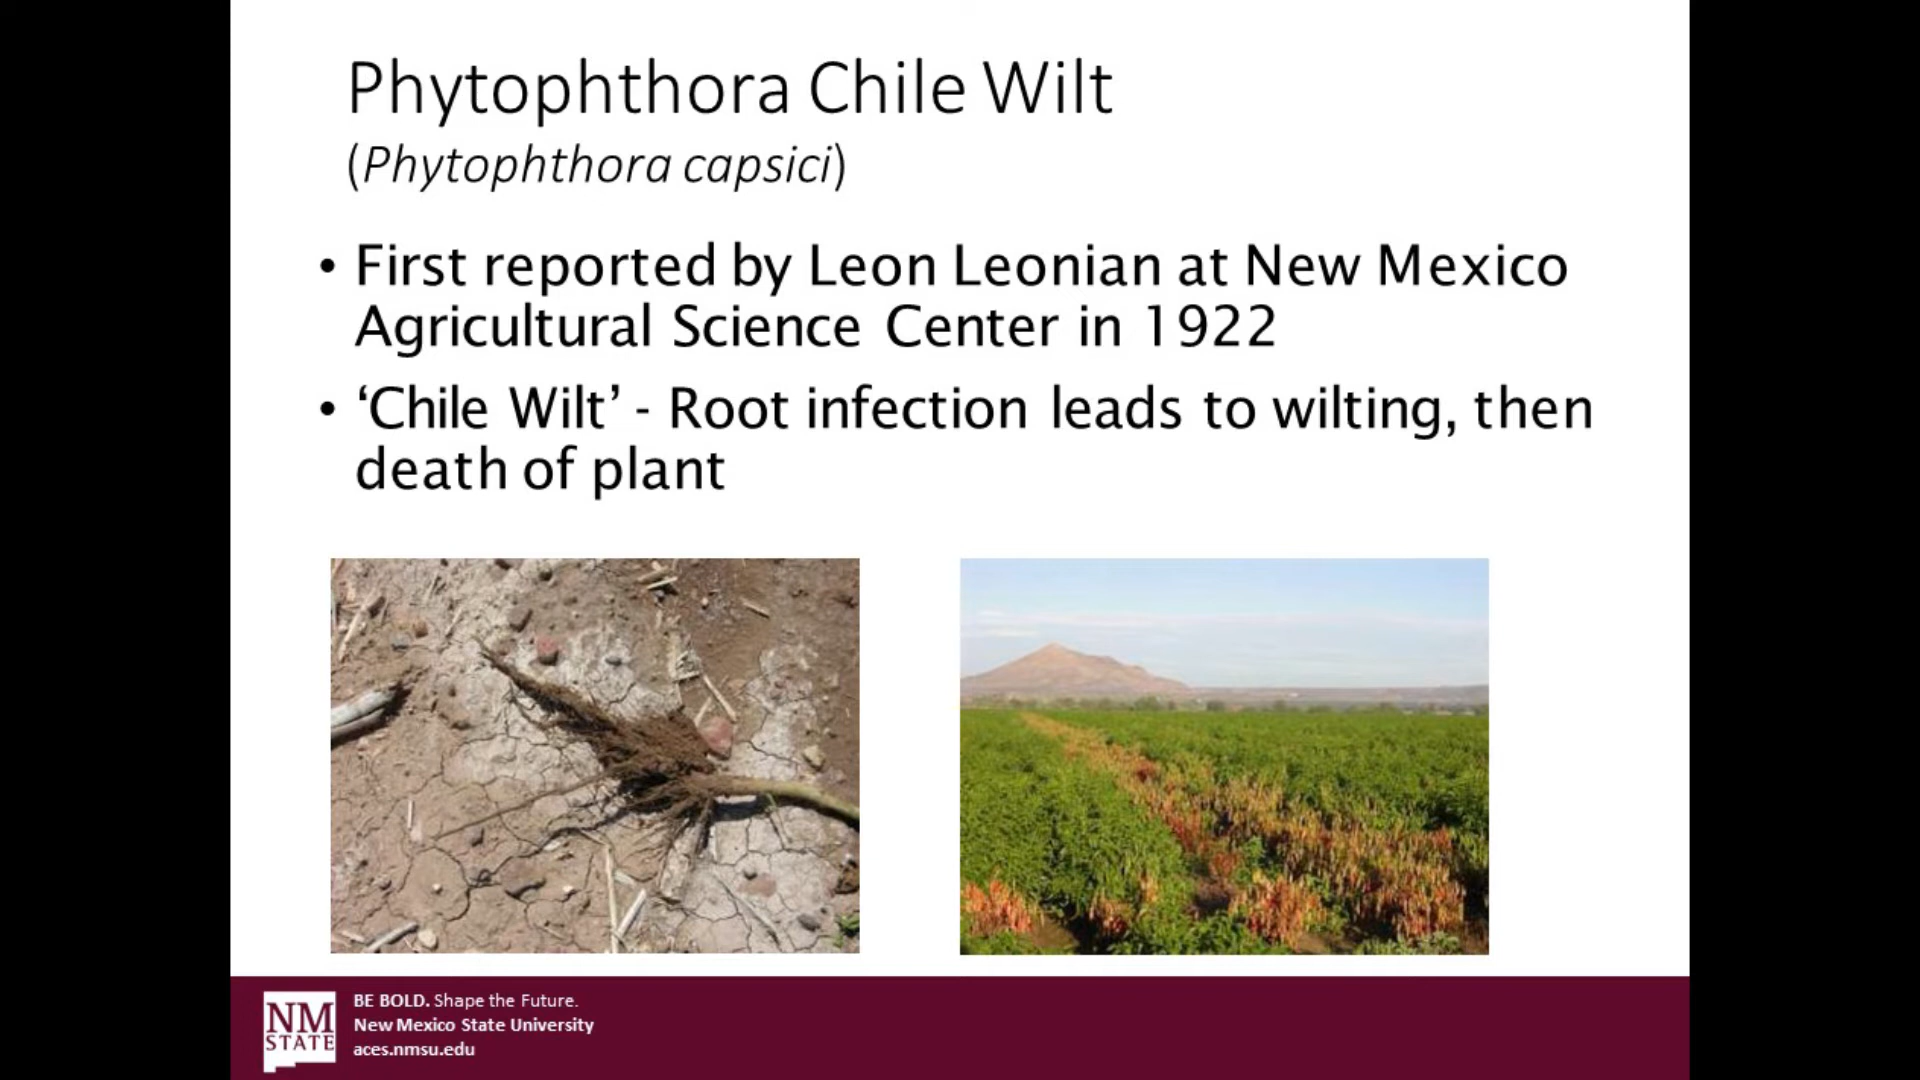 Phytophthora Chile Wilt
(Phytophthora capsici)
• First reported by Leon Leonian at New Mexico
Agricultural Science Center in 1922
• ‘Chile Wilt’ - Root infection leads to wilting, then
death of plant
NM
STATE
BE BOLD. Shape the Future.
New Mexico State University
aces.nmsu.edu